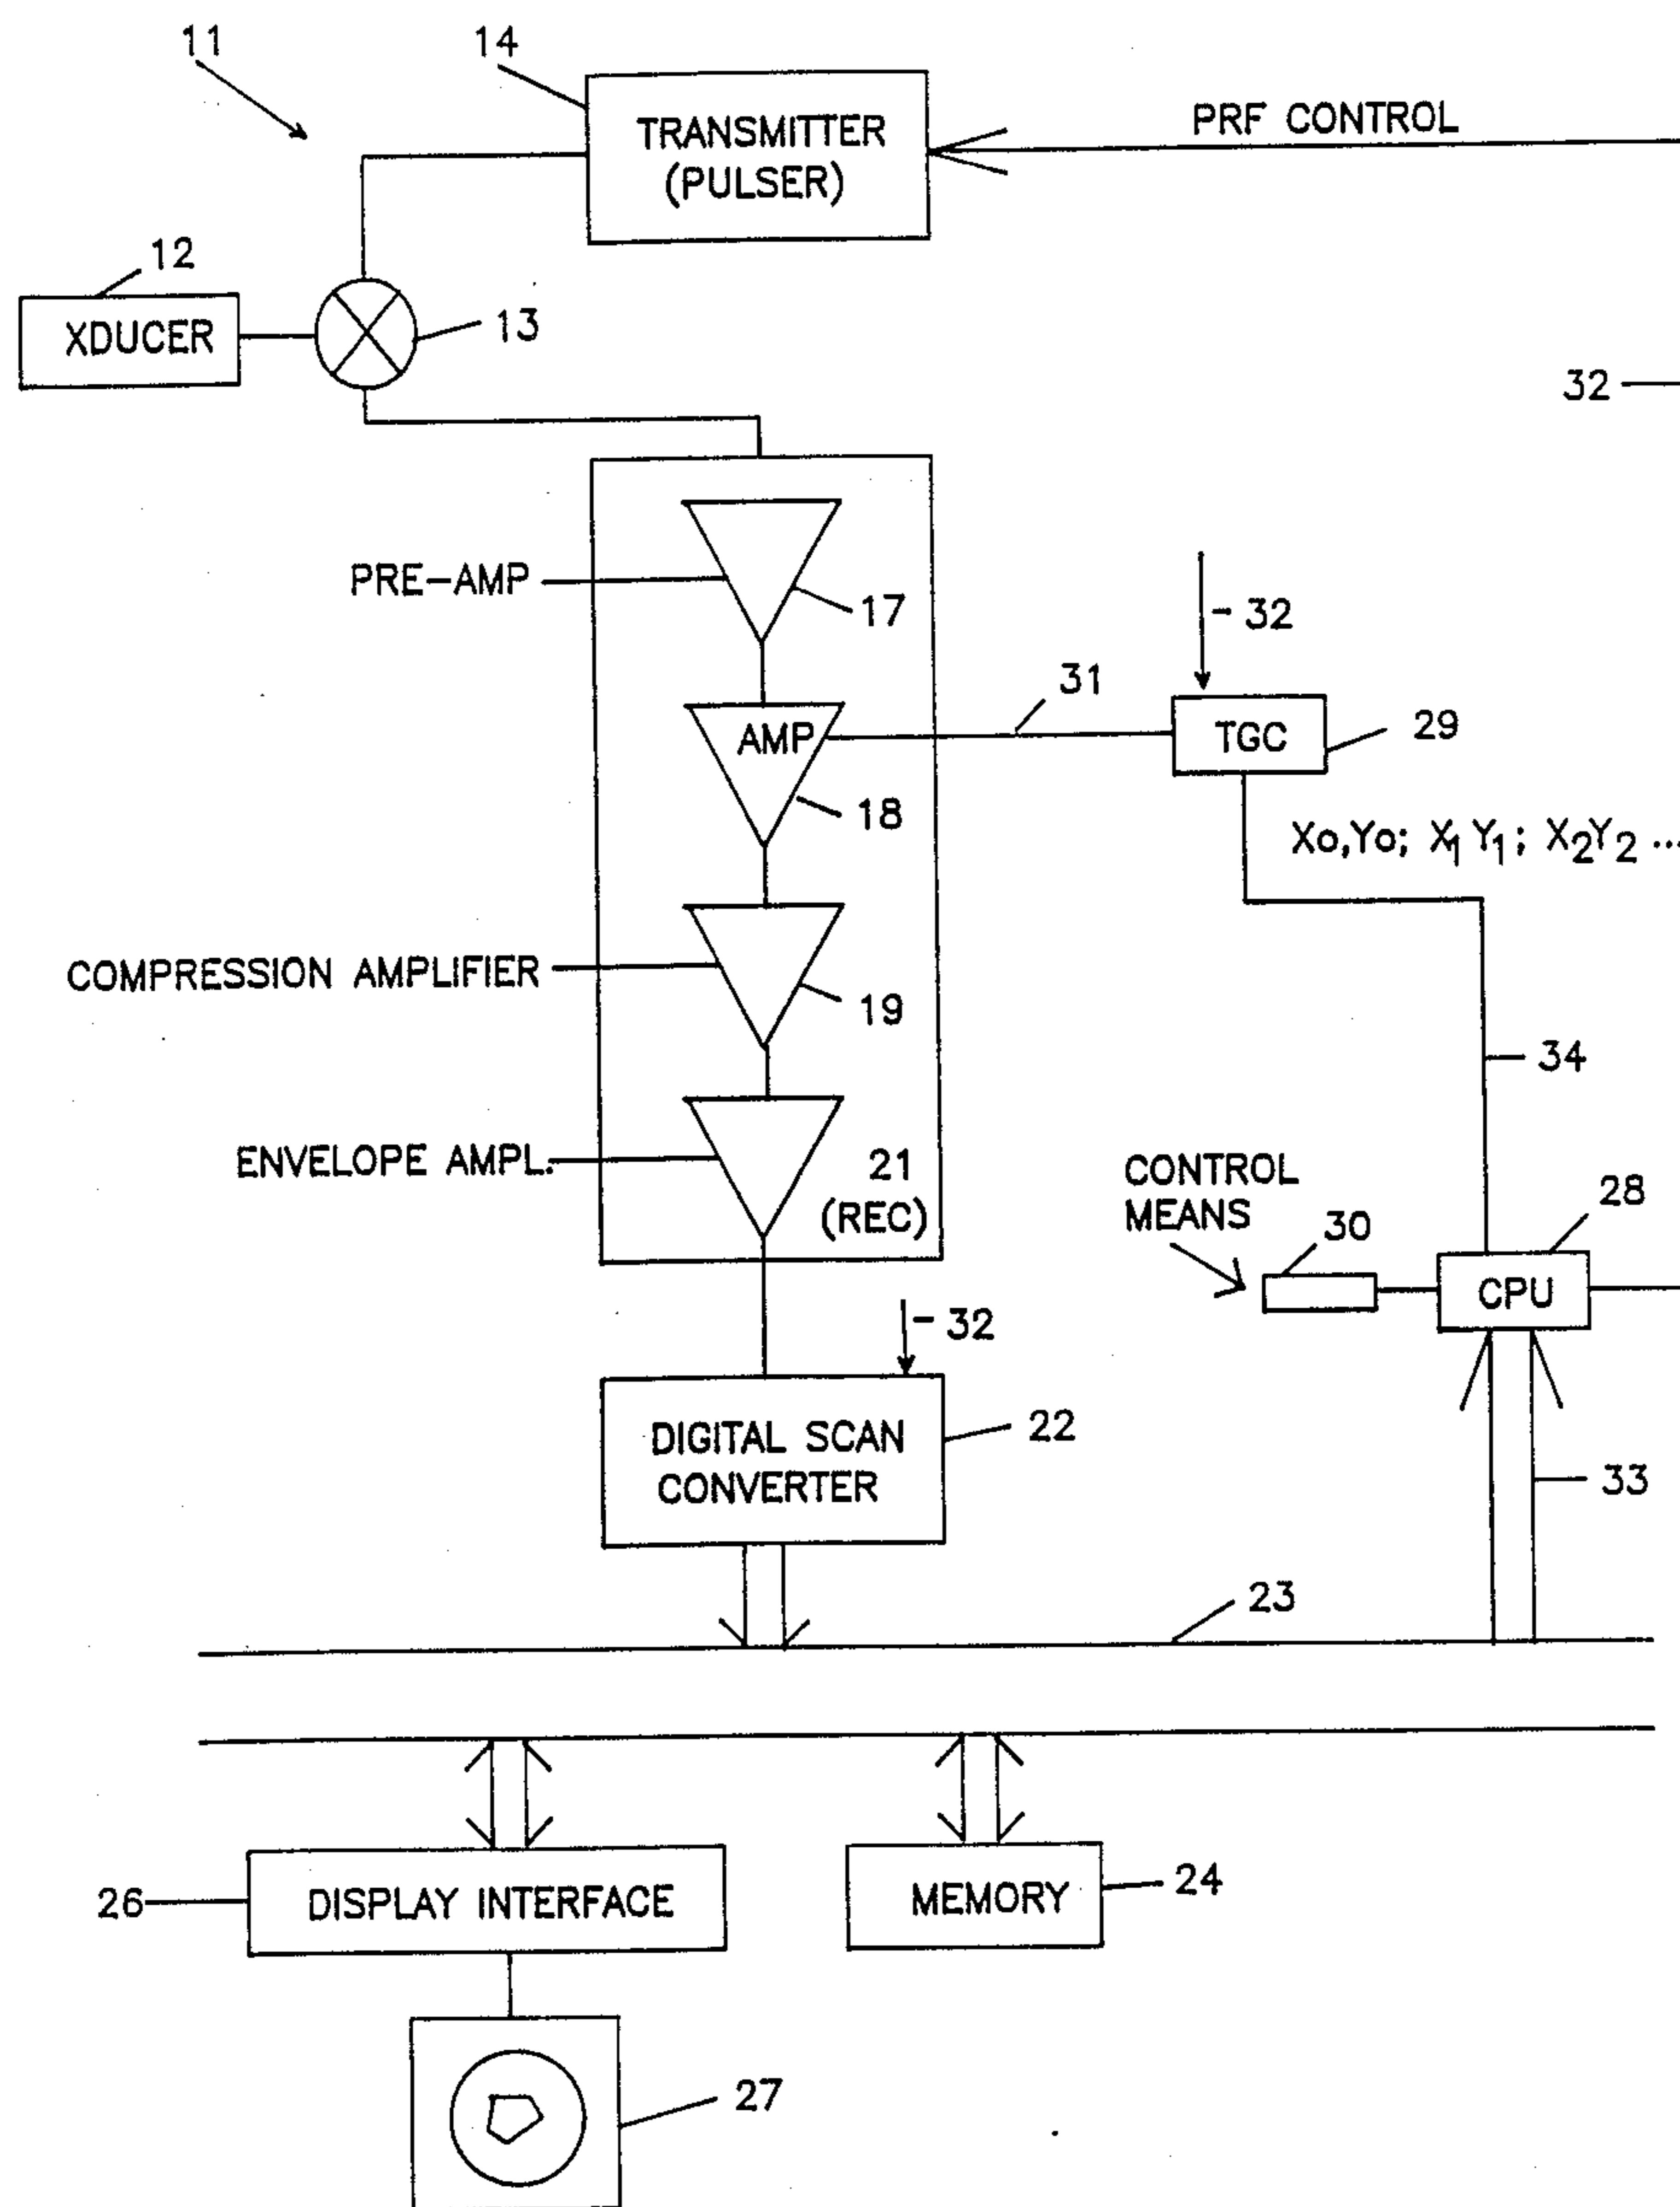 11
14
TRANSMITTER
(PULSER)
PRF CONTROL
12
XDUCER
13
32
PRE-AMP
17
32
31
AMP
TGC
29
18
Xo,Yo; X1 Y1; X2Y2 ...
COMPRESSION AMPLIFIER
19
34
ENVELOPE AMPL.
21
(REC)
CONTROL
MEANS
30
28
CPU
32
DIGITAL SCAN
CONVERTER
22
33
23
26
DISPLAY INTERFACE
MEMORY
24
27